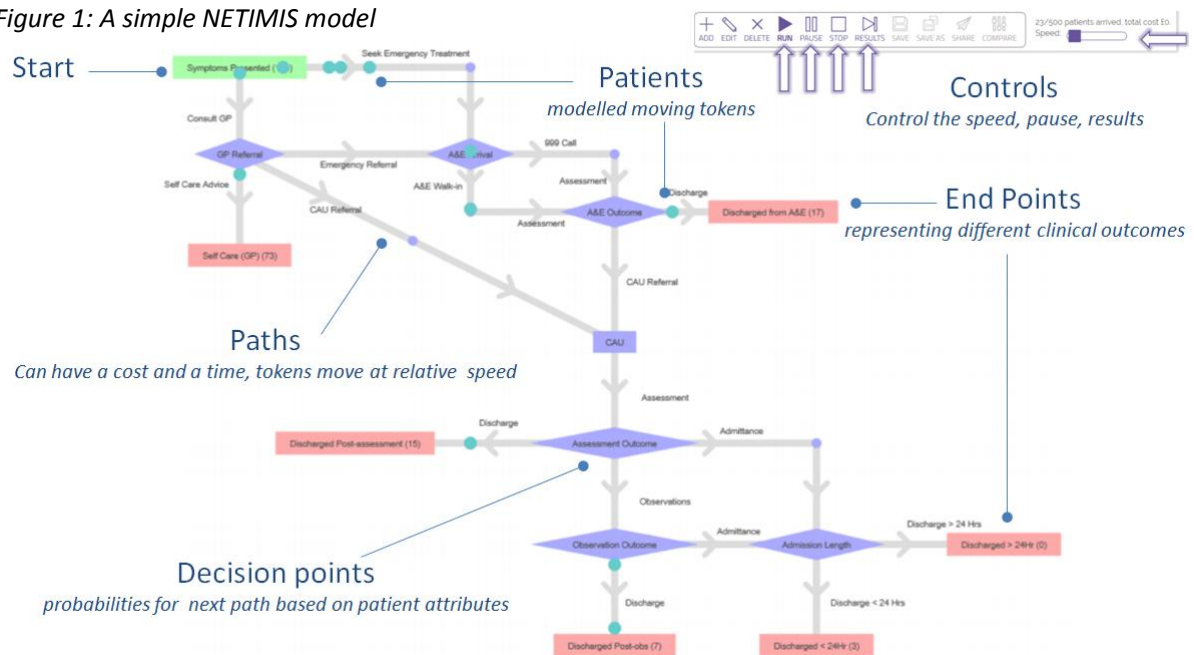 Figure 1: A simple NETIMIS model
ADD EDIT DELETE RUN PAUSE STOP RESULTS SAVE SAVE AS SHARE COMPARE
23/500 patients arrived, total cost £0.
Speed:
Start
Symptoms Presented
Seek Emergency Treatment
Patients
modelled moving tokens
Controls
Control the speed, pause, results
Consult GP
GP Referral
Emergency Referral
A&E Arrival
999 Call
Self Care Advice
A&E Walk-in
Assessment
Discharge
CAU Referral
Assessment
A&E Outcome
Discharged from A&E (17)
End Points
representing different clinical outcomes
Self Care (GP) (73)
CAU Referral
Paths
Can have a cost and a time, tokens move at relative speed
CAU
Assessment
Discharge
Admittance
Discharged Post-assessment (15)
Assessment Outcome
Observations
Discharge > 24 Hrs
Admittance
Observation Outcome
Admission Length
Discharged > 24Hr (0)
Decision points
probabilities for next path based on patient attributes
Discharge
Discharge < 24 Hrs
Discharged Post-obs (7)
Discharged < 24Hr (3)